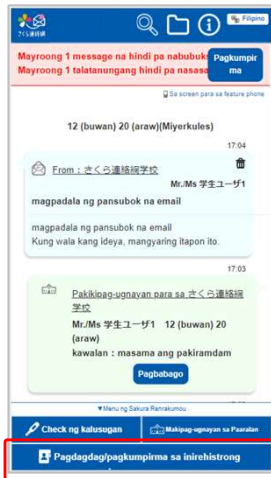 さくら連絡網
Filipino
Mayroong 1 message na hindi pa nabubuk
Mayroong 1 talatanungang hindi pa nasasa
Pagkumpir
ma
Sa screen para sa feature phone
12 (buwan) 20 (araw)(Miyerkules)
17:04
From : さくら連絡網学校
Mr./Ms 学生ユーザ1
magpadala ng pansubok na email
magpadala ng pansubok na email
Kung wala kang ideya, mangyaring itapon ito.
17:03
Pakikipag-ugnayan para sa さくら連絡網
学校
Mr./Ms 学生ユーザ1 12 (buwan) 20
(araw)
kawalan : masama ang pakiramdam
Pagbabago
▼Menu ng Sakura Renrakumou
Check ng kalusugan
Makipag-ugnayan sa Paaralan
Pagdagdag/pagkumpirma sa inirehistrong